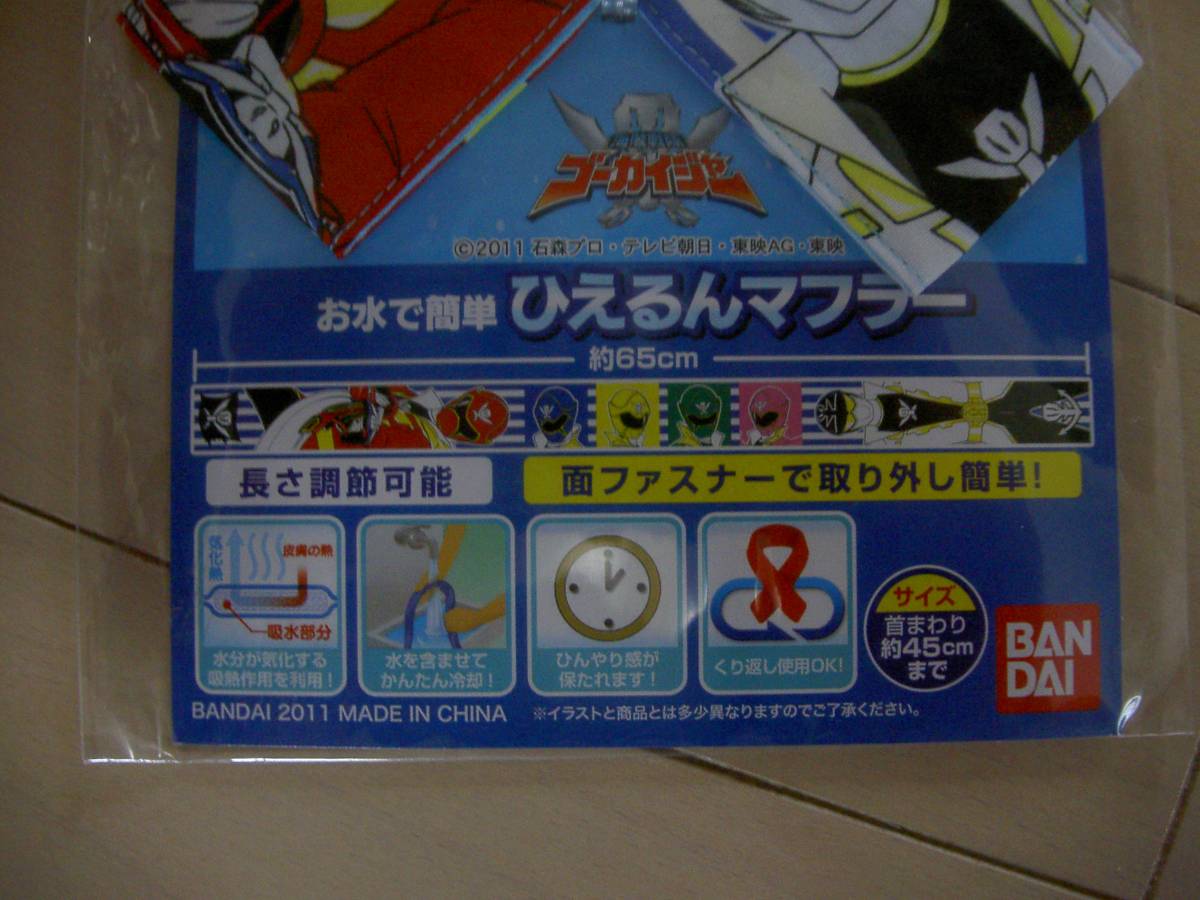 海賊戦隊
ゴーカイジャー
©2011 石森プロ・テレビ朝日・東映AG・東映
お水で簡単 ひえるんマフラー
約65cm
長さ調節可能
面ファスナーで取り外し簡単!
気化熱
皮膚の熱
吸水部分
水分が気化する
吸熱作用を利用!
水を含ませて
かんたん冷却!
ひんやり感が
保たれます!
くり返し使用OK!
サイズ
首まわり
約45cm
まで
BAN
DAI
BANDAI 2011 MADE IN CHINA
※イラストと商品とは多少異なりますのでご了承ください。